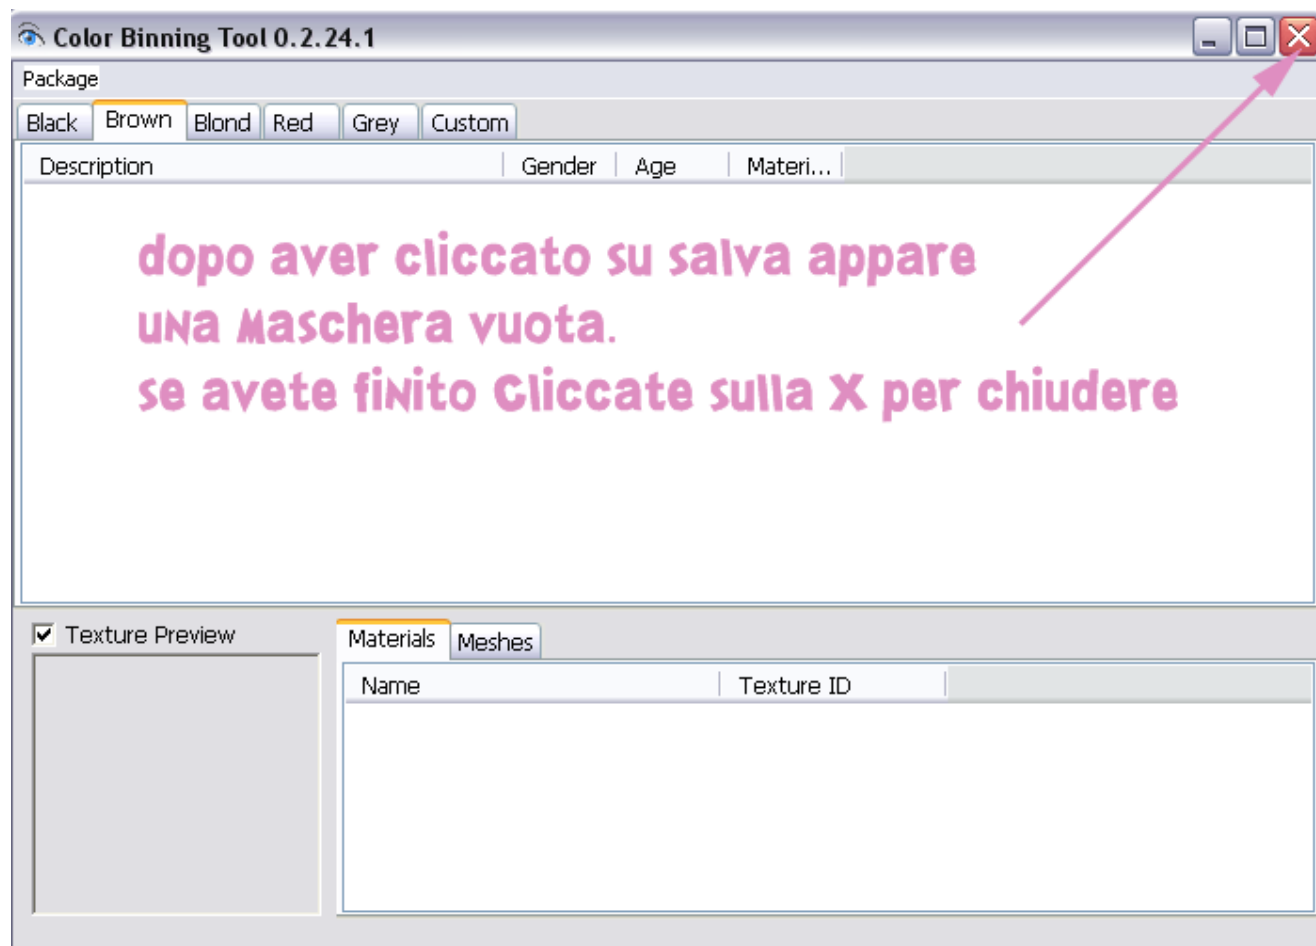 Color Binning Tool 0.2.24.1
Package
Black Brown Blond Red Grey Custom
Description Gender Age Materi...
dopo aver cliccato su salva appare
una Maschera vuota.
se avete finito Cliccate sulla X per chiudere
Texture Preview
Materials Meshes
Name Texture ID